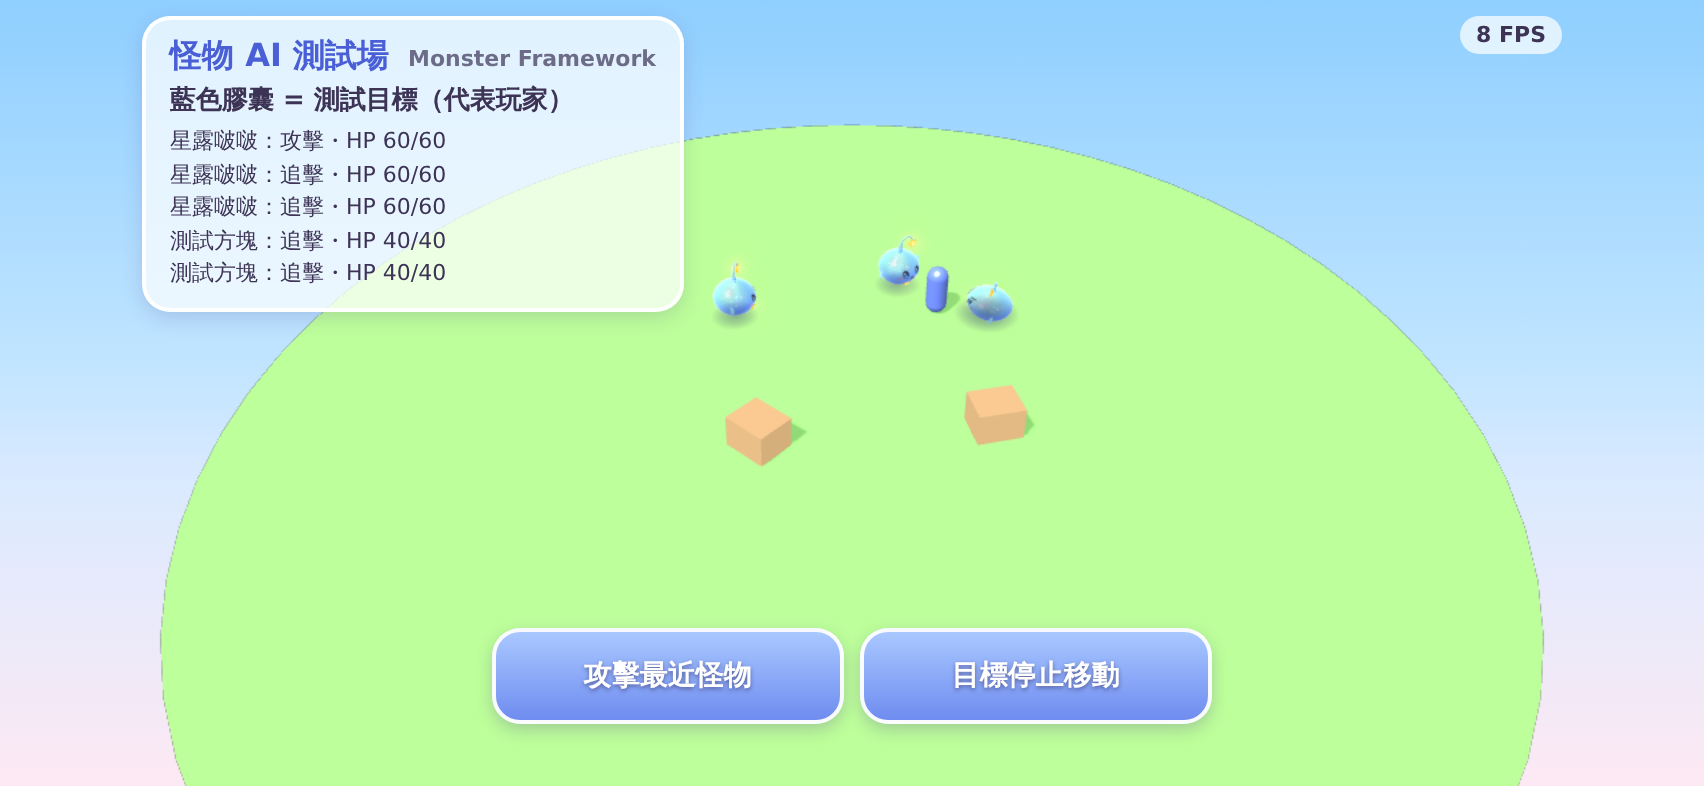 怪物 AI 測試場 Monster Framework
8 FPS
藍色膠囊 = 測試目標（代表玩家）
星露啵啵：攻擊・HP 60/60
星露啵啵：追擊・HP 60/60
星露啵啵：追擊・HP 60/60
測試方塊：追擊・HP 40/40
測試方塊：追擊・HP 40/40
攻擊最近怪物
目標停止移動